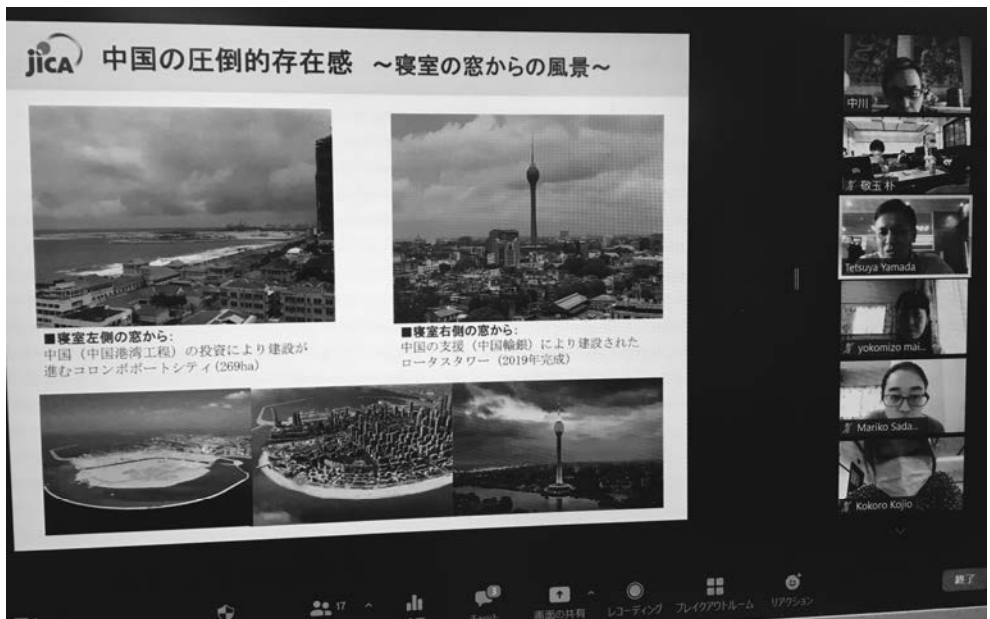 jICA
中国の圧倒的存在感 ~寝室の窓からの風景~
■寝室左側の窓から:
中国(中国港湾工程)の投資により建設が
進むコロンボポートシティ(269ha)
■寝室右側の窓から:
中国の支援(中国輸銀)により建設された
ロータスタワー(2019年完成)
中川
敬玉 朴
Tetsuya Yamada
yokomizo mai...
Mariko Sada...
Kokoro Kojio
17
3
チャット
画面の共有
レコーディング
ブレイクアウトルーム
リアクション
終了